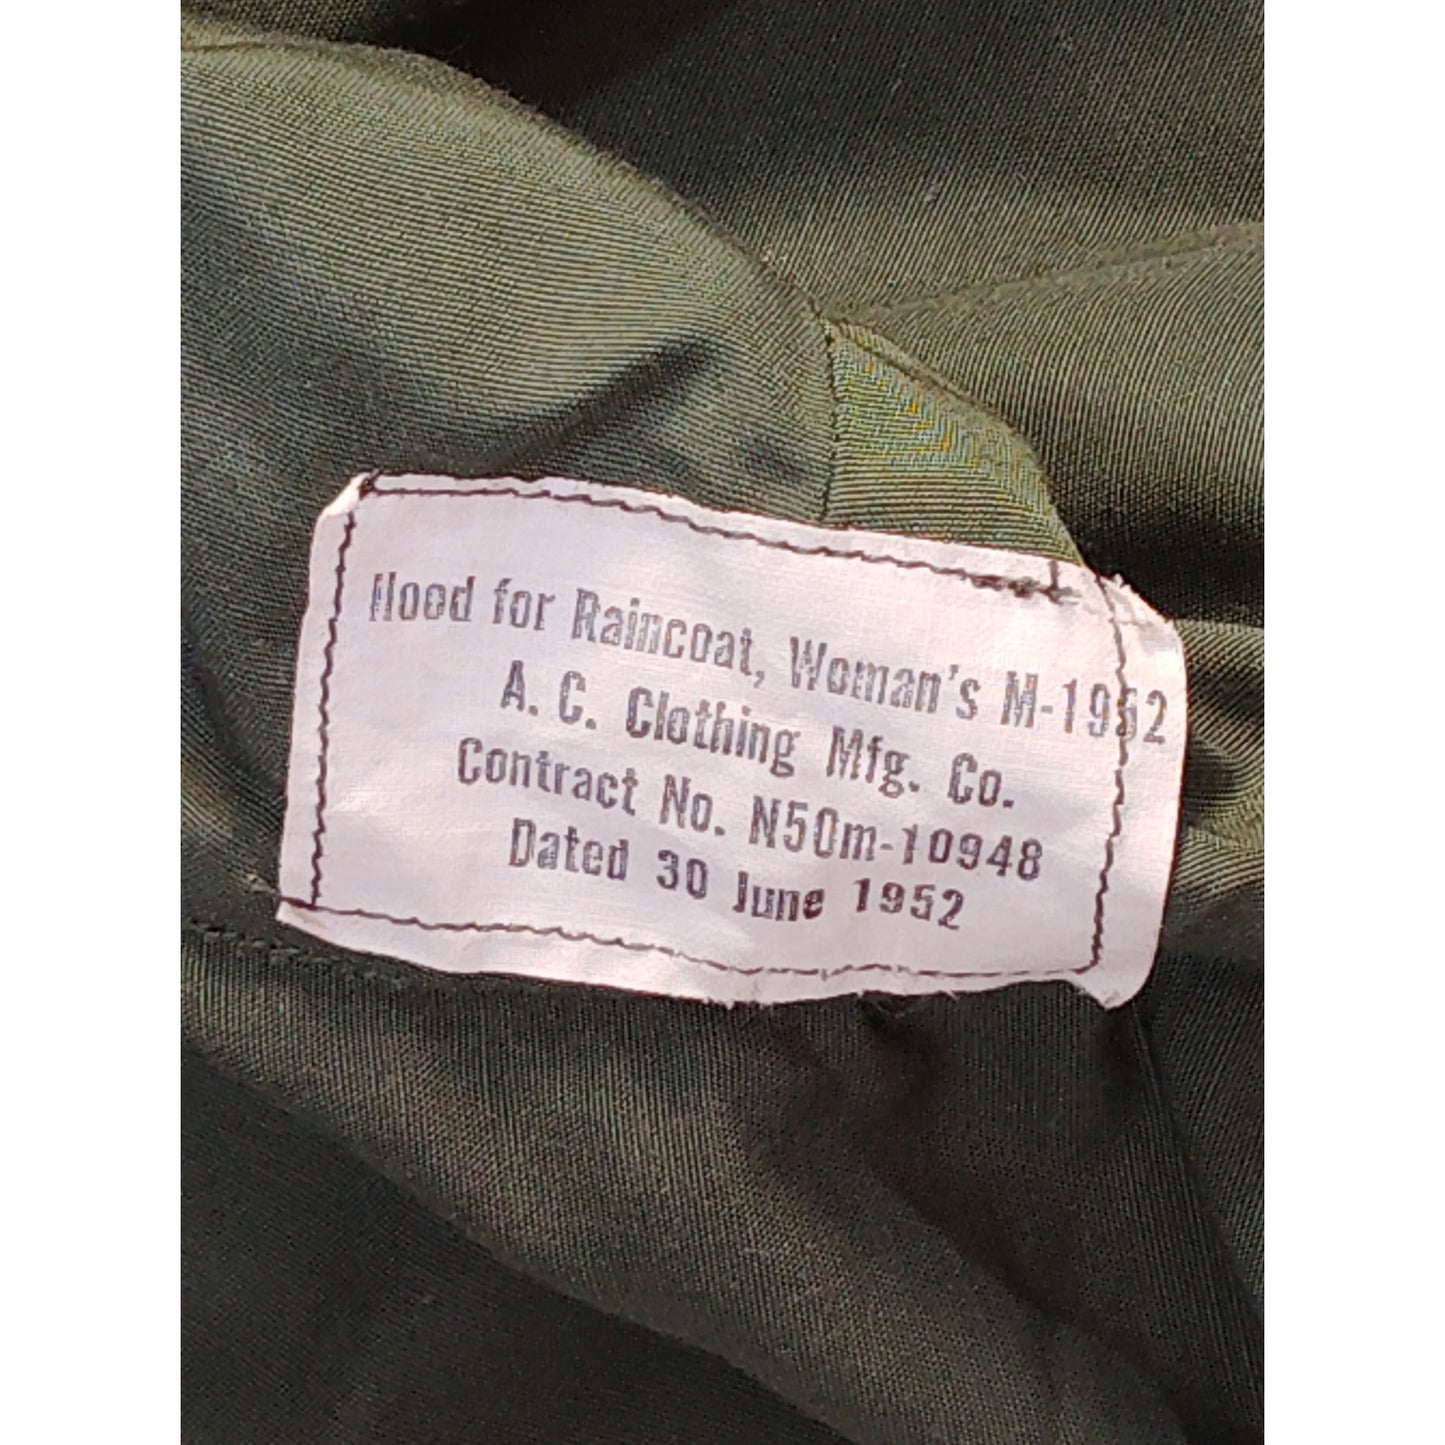 Hood for Raincoat, Woman's M-1952
A. C. Clothing Mfg. Co.
Contract No. N50m-10948
Dated 30 June 1952